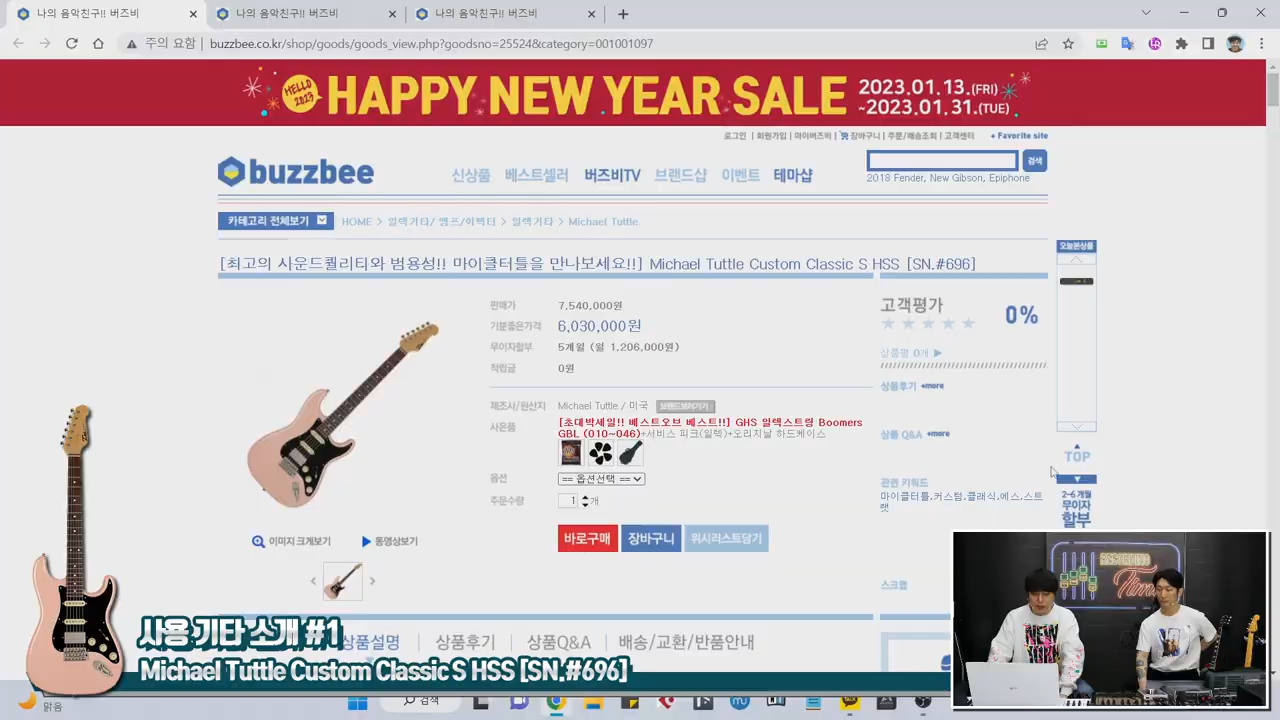 나의 음악친구!! 버즈비
나의 음악친구!! 버즈비
나의 음악친구!! 버즈비
주의 요함 buzzbee.co.kr/shop/goods/goods_view.php?goodsno=25524&category=001001097
HELLO 2023
HAPPY NEW YEAR SALE
2023.01.13.(FRI)
~2023.01.31.(TUE)
로그인 | 회원가입 | 마이버즈비 | 장바구니 | 주문/배송조회 | 고객센터 + Favorite site
buzzbee
신상품 베스트셀러 버즈비TV 브랜드샵 이벤트 테마샵
검색
2018 Fender, New Gibson, Epiphone
카테고리 전체보기
HOME > 일렉기타/ 앰프/이펙터 > 일렉기타 > Michael Tuttle
오늘본상품
[최고의 사운드퀄리티와 범용성!! 마이클터틀을 만나보세요!!] Michael Tuttle Custom Classic S HSS [SN.#696]
판매가 7,540,000원
기분좋은가격 6,030,000원
무이자할부 5개월 (월 1,206,000원)
적립금 0원
제조사/원산지 Michael Tuttle / 미국 브랜드보러가기
사은품 [초대박세일!! 베스트오브 베스트!!] GHS 일렉스트링 Boomers
GBL (010~046)+서비스 피크(일렉)+오리지날 하드케이스
옵션 == 옵션선택 ==
주문수량 1 개
바로구매 장바구니 위시리스트담기
이미지 크게보기 동영상보기
고객평가 0%
상품평 0개
상품후기 +more
상품 Q&A +more
관련 키워드
마이클터틀,커스텀,클래식,에스,스트
랫
스크랩
TOP
2~6개월
무이자
할부
상품설명 | 상품후기 | 상품Q&A | 배송/교환/반품안내
사용 기타 소개 #1
Michael Tuttle Custom Classic S HSS [SN.#696]
맑음
검색
Time